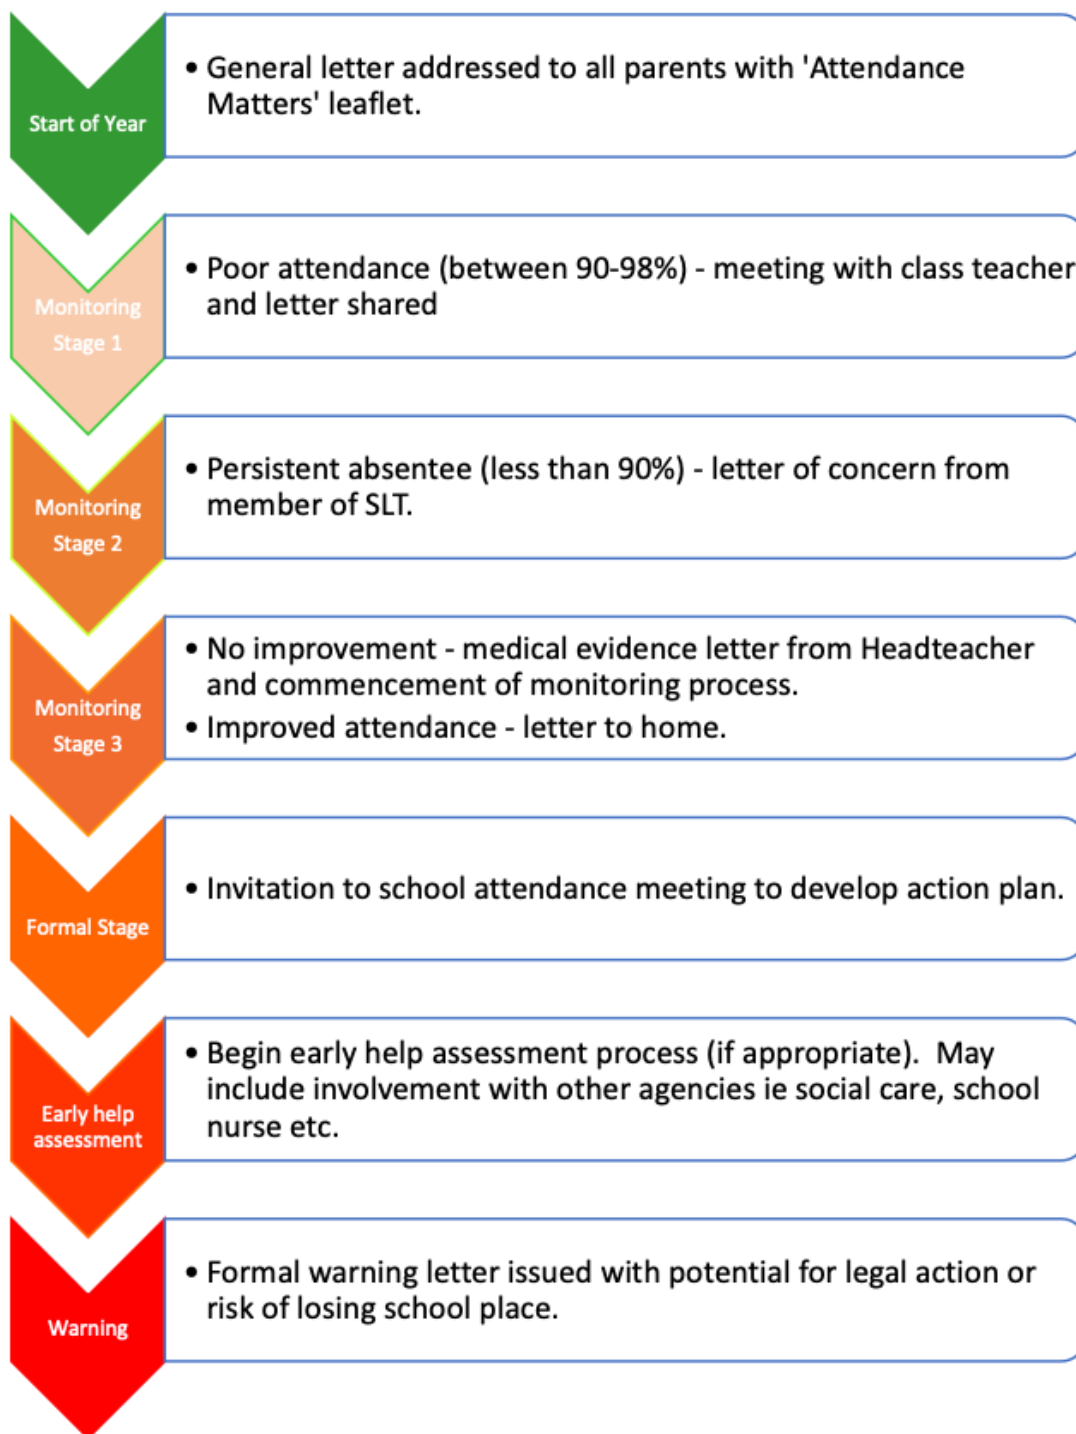 Start of Year
• General letter addressed to all parents with 'Attendance
Matters' leaflet.
Monitoring
Stage 1
• Poor attendance (between 90-98%) - meeting with class teacher
and letter shared
Monitoring
Stage 2
• Persistent absentee (less than 90%) - letter of concern from
member of SLT.
Monitoring
Stage 3
• No improvement - medical evidence letter from Headteacher
and commencement of monitoring process.
• Improved attendance - letter to home.
Formal Stage
• Invitation to school attendance meeting to develop action plan.
Early help
assessment
• Begin early help assessment process (if appropriate).  May
include involvement with other agencies ie social care, school
nurse etc.
Warning
• Formal warning letter issued with potential for legal action or
risk of losing school place.